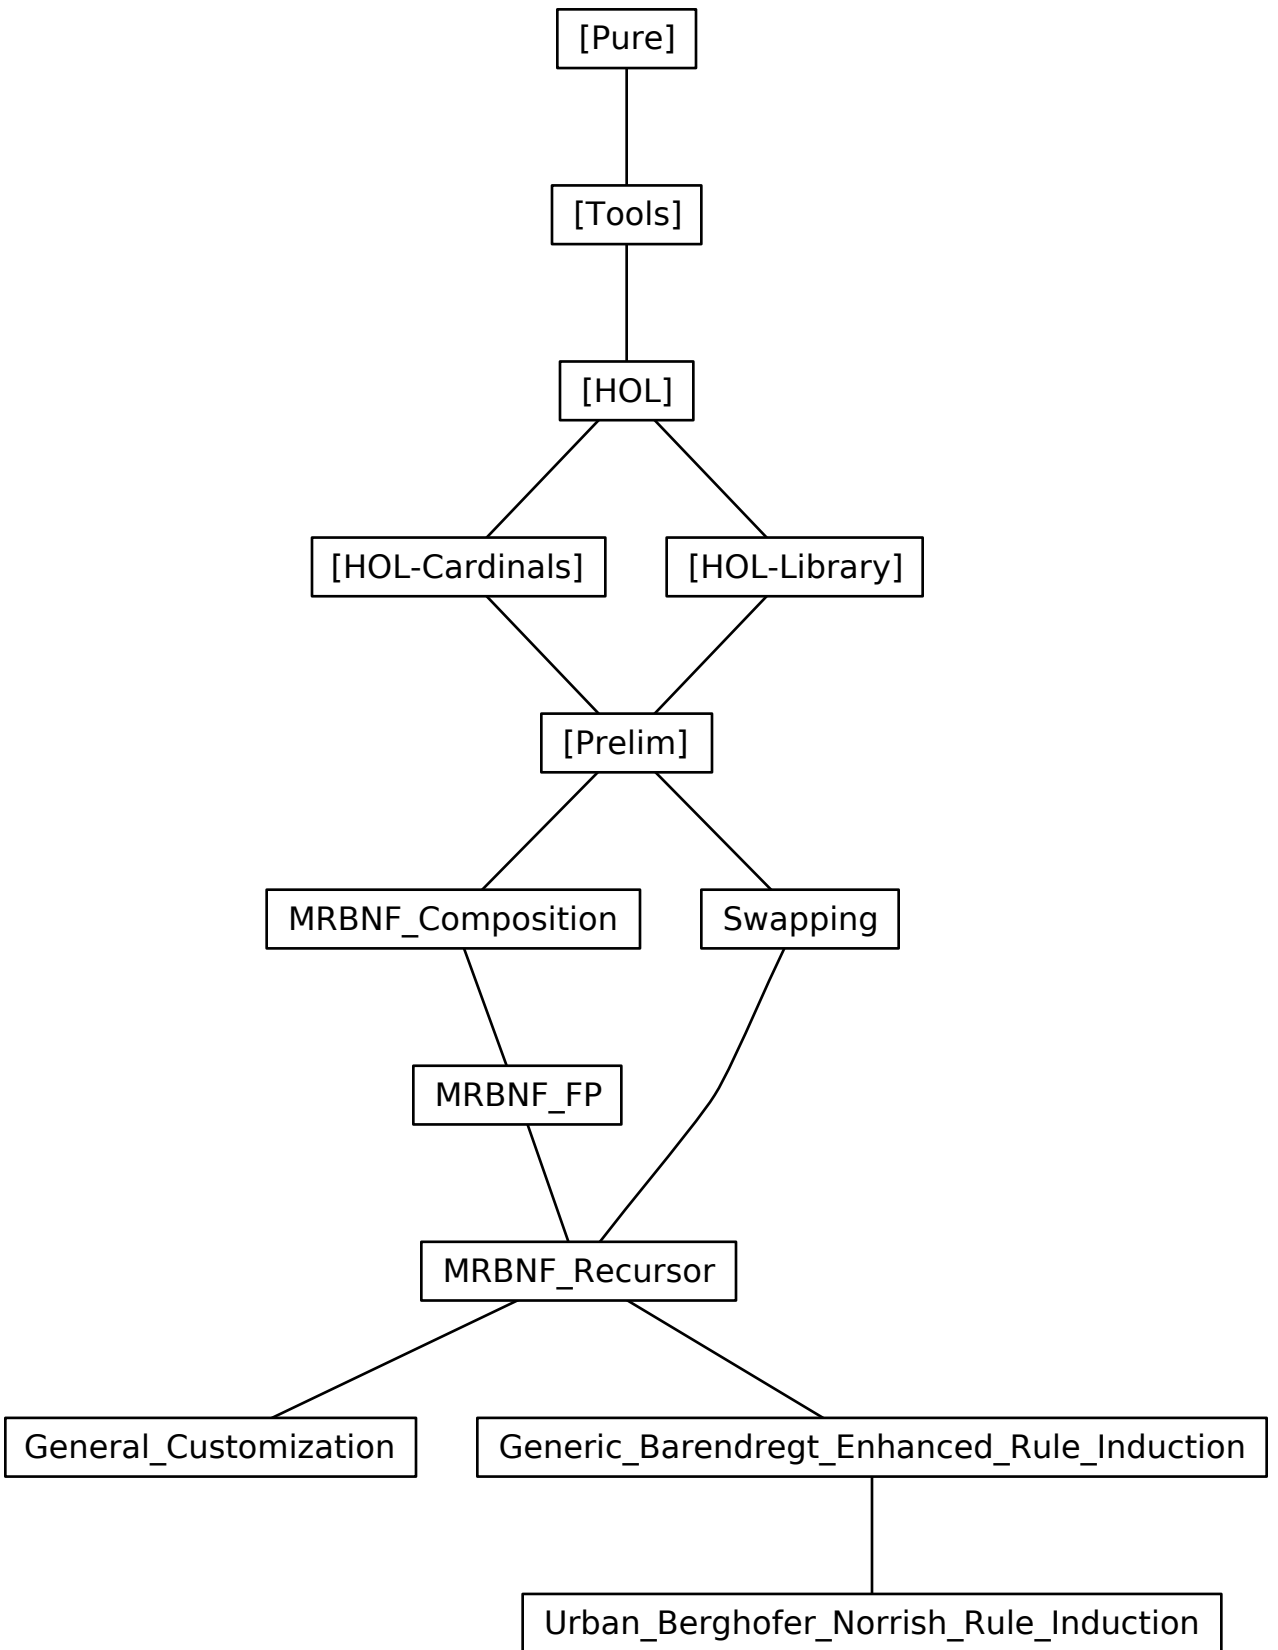 [Pure]
[Tools]
[HOL]
[HOL-Cardinals]
[HOL-Library]
[Prelim]
MRBNF_Composition
Swapping
MRBNF_FP
MRBNF_Recursor
General_Customization
Generic_Barendregt_Enhanced_Rule_Induction
Urban_Berghofer_Norrish_Rule_Induction